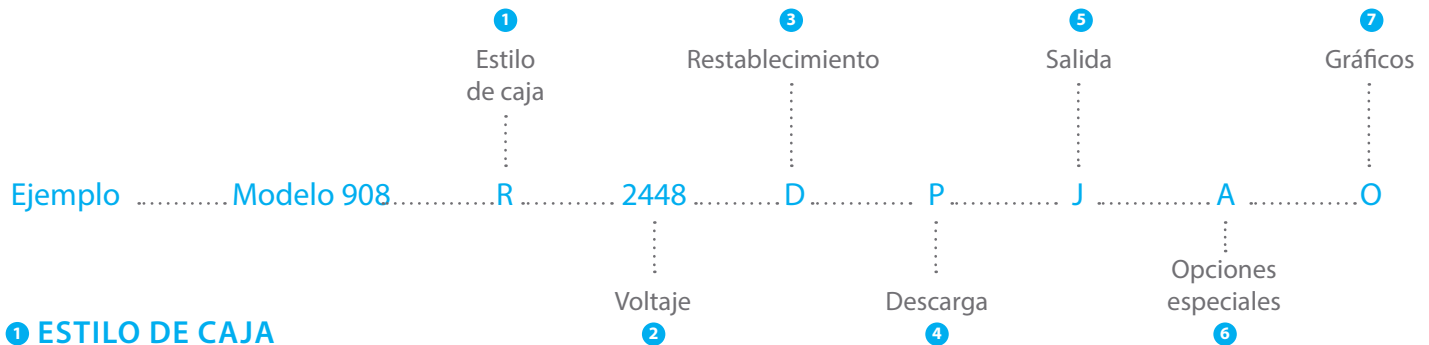 1 3 5 7
Estilo
de caja
Restablecimiento
Salida
Gráficos
Ejemplo ............ Modelo 908 ............ R ............ 2448 ............ D ............ P ............ J ............ A ............ O
Voltaje
2
Descarga
4
Opciones
especiales
6
1 ESTILO DE CAJA